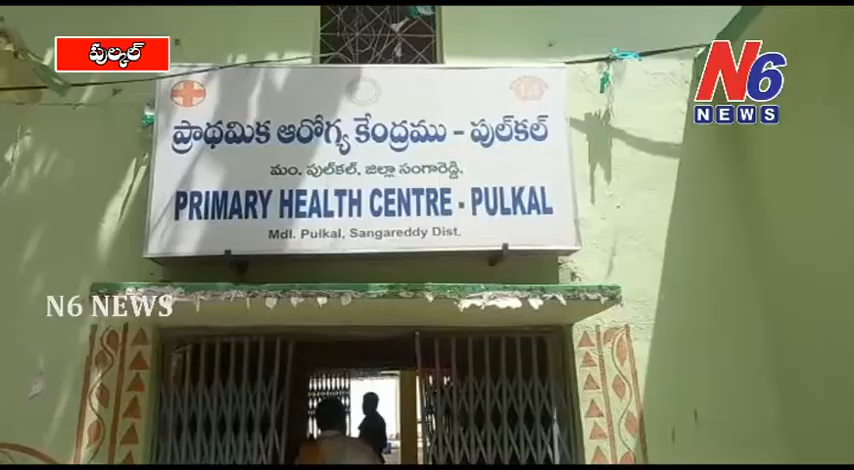 పుల్కల్
N6
NEWS
ప్రాథమిక ఆరోగ్య కేంద్రము - పుల్‌కల్
మం. పుల్‌కల్, జిల్లా సంగారెడ్డి.
PRIMARY HEALTH CENTRE - PULKAL
Mdl. Pulkal, Sangareddy Dist.
N6 NEWS